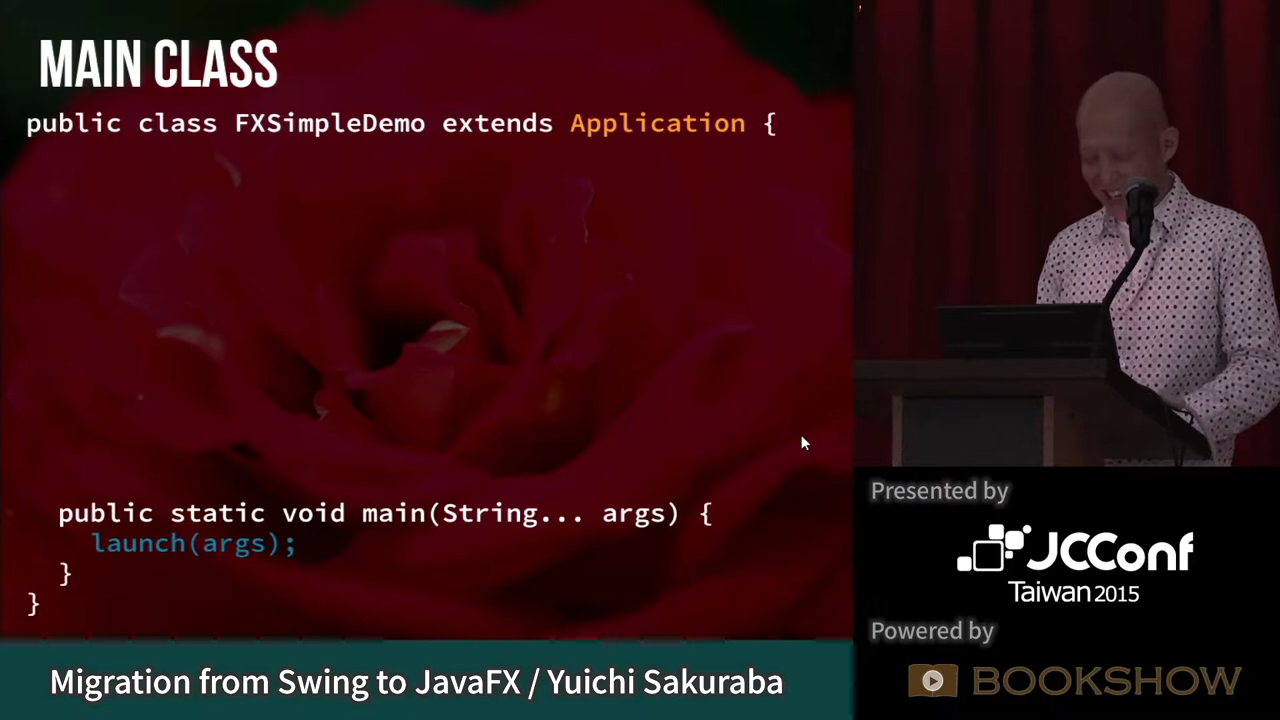 MAIN CLASS
public class FXSimpleDemo extends Application {
public static void main(String... args) {
launch(args);
}
}
Migration from Swing to JavaFX / Yuichi Sakuraba
Presented by
JCConf
Taiwan 2015
Powered by
BOOKSHOW